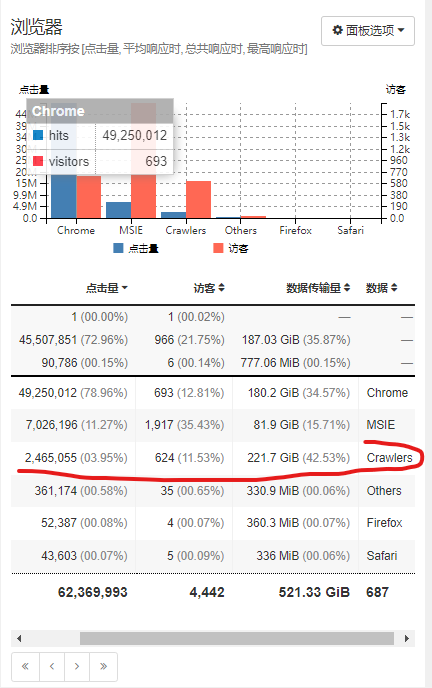 浏览器
浏览器排序按 [点击量, 平均响应时, 总共响应时, 最高响应时]
面板选项
点击量 访客
Chrome
hits 49,250,012
visitors 693
1.7k
1.5k
1.3k
1.2k
960
15M 770
9.9M 580
4.9M 380
190
0.0 0.0
Chrome MSIE Crawlers Others Firefox Safari
点击量 访客
点击量 访客 数据传输量 数据
1 (00.00%) 1 (00.02%) — —
45,507,851 (72.96%) 966 (21.75%) 187.03 GiB (35.87%) —
90,786 (00.15%) 6 (00.14%) 777.06 MiB (00.15%) —
49,250,012 (78.96%) 693 (12.81%) 180.2 GiB (34.57%) Chrome
7,026,196 (11.27%) 1,917 (35.43%) 81.9 GiB (15.71%) MSIE
2,465,055 (03.95%) 624 (11.53%) 221.7 GiB (42.53%) Crawlers
361,174 (00.58%) 35 (00.65%) 330.9 MiB (00.06%) Others
52,387 (00.08%) 4 (00.07%) 360.3 MiB (00.07%) Firefox
43,603 (00.07%) 5 (00.09%) 336 MiB (00.06%) Safari
62,369,993 4,442 521.33 GiB 687
« ‹ › »